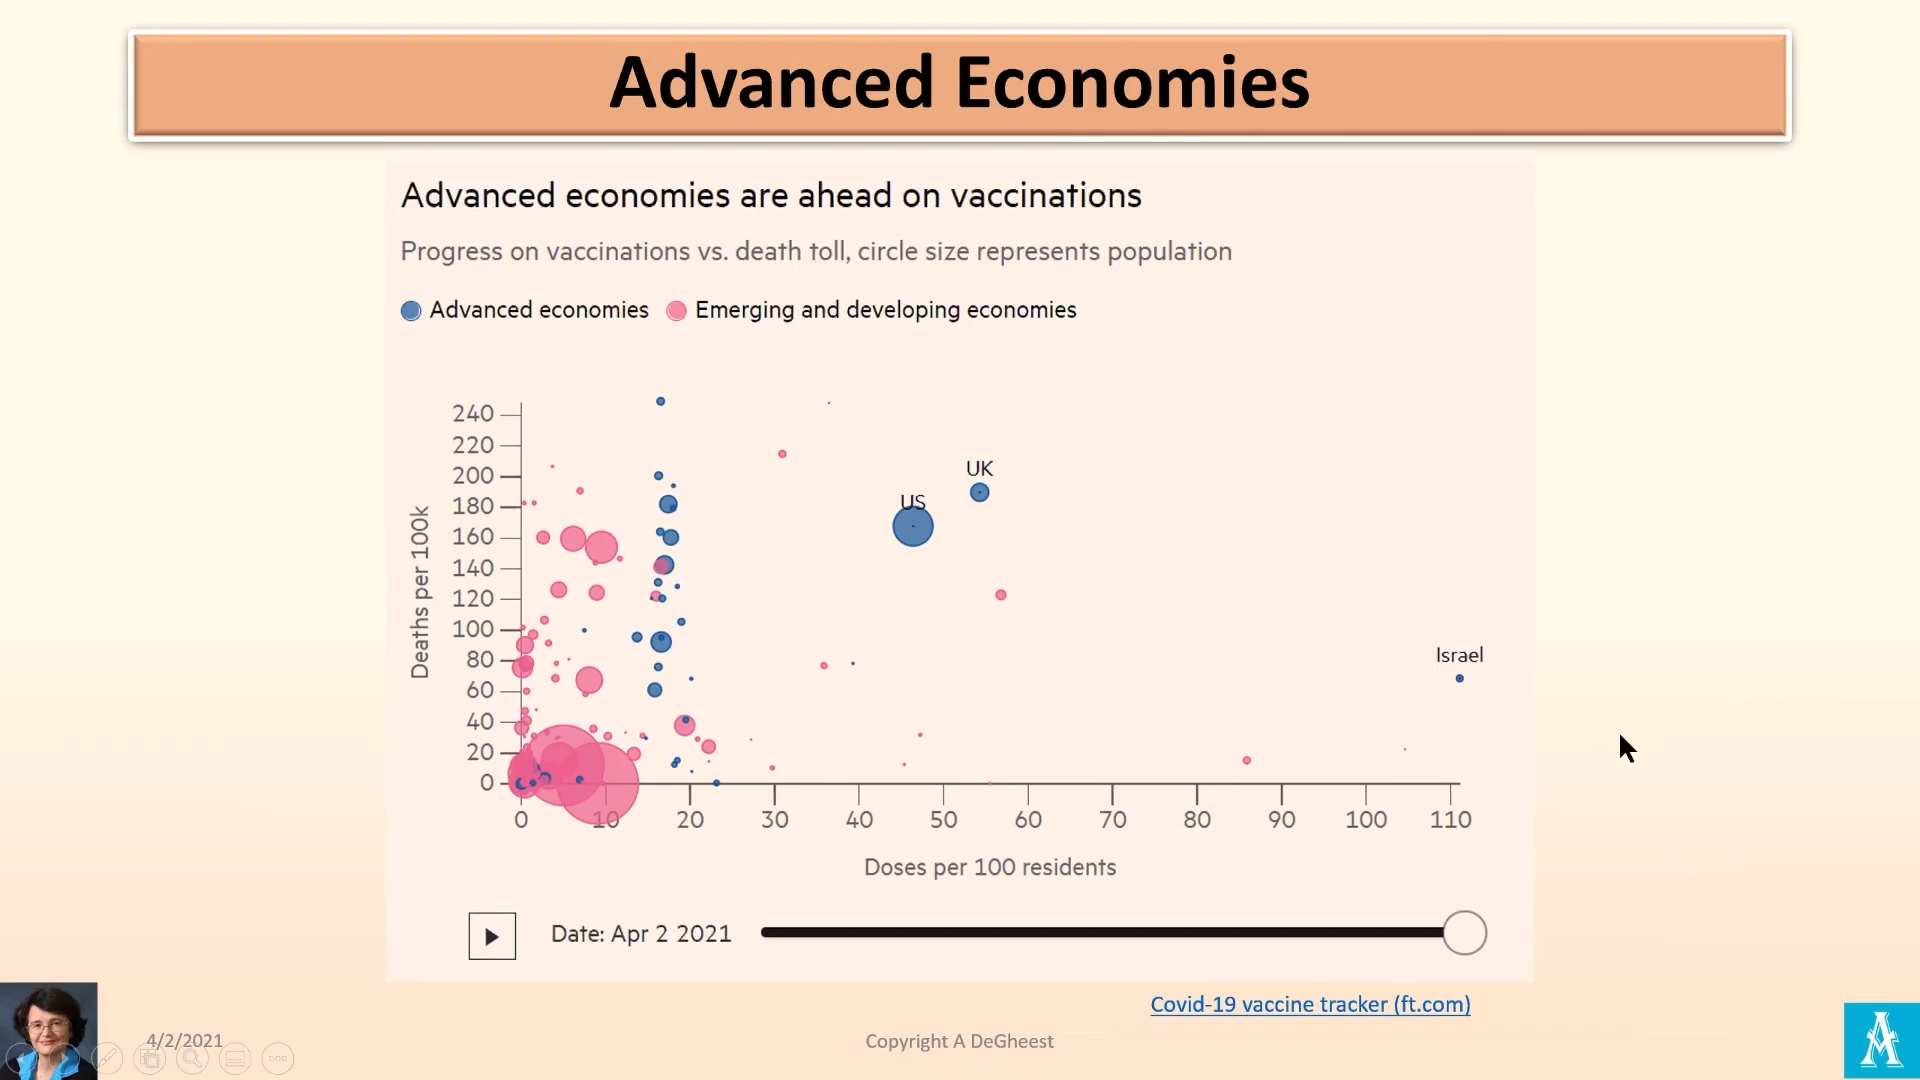 Advanced Economies
Advanced economies are ahead on vaccinations
Progress on vaccinations vs. death toll, circle size represents population
Advanced economies Emerging and developing economies
240
220
200
180
160
140
120
100
80
60
40
20
0
Deaths per 100k
UK
US
Israel
0 10 20 30 40 50 60 70 80 90 100 110
Doses per 100 residents
Date: Apr 2 2021
Covid-19 vaccine tracker (ft.com)
4/2/2021
Copyright A DeGheest
A